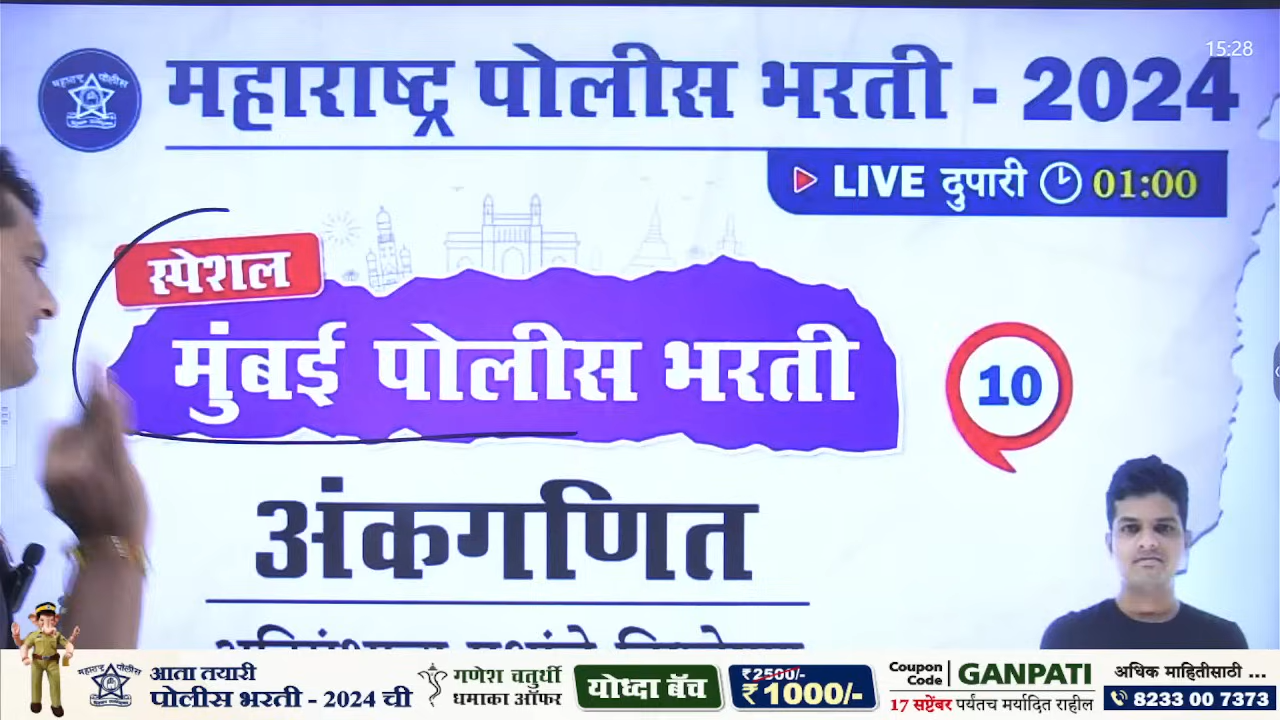 महाराष्ट्र पोलीस भरती - 2024
15:28
LIVE दुपारी 01:00
स्पेशल
मुंबई पोलीस भरती
10
अंकगणित
महाराष्ट्र पोलीस
आता तयारी
पोलीस भरती - 2024 ची
गणेश चतुर्थी
धमाका ऑफर
योध्दा बॅच
₹2500/-
₹1000/-
Coupon
Code
GANPATI
17 सप्टेंबर पर्यंतच मर्यादित राहील
अधिक माहितीसाठी ...
8233 00 7373